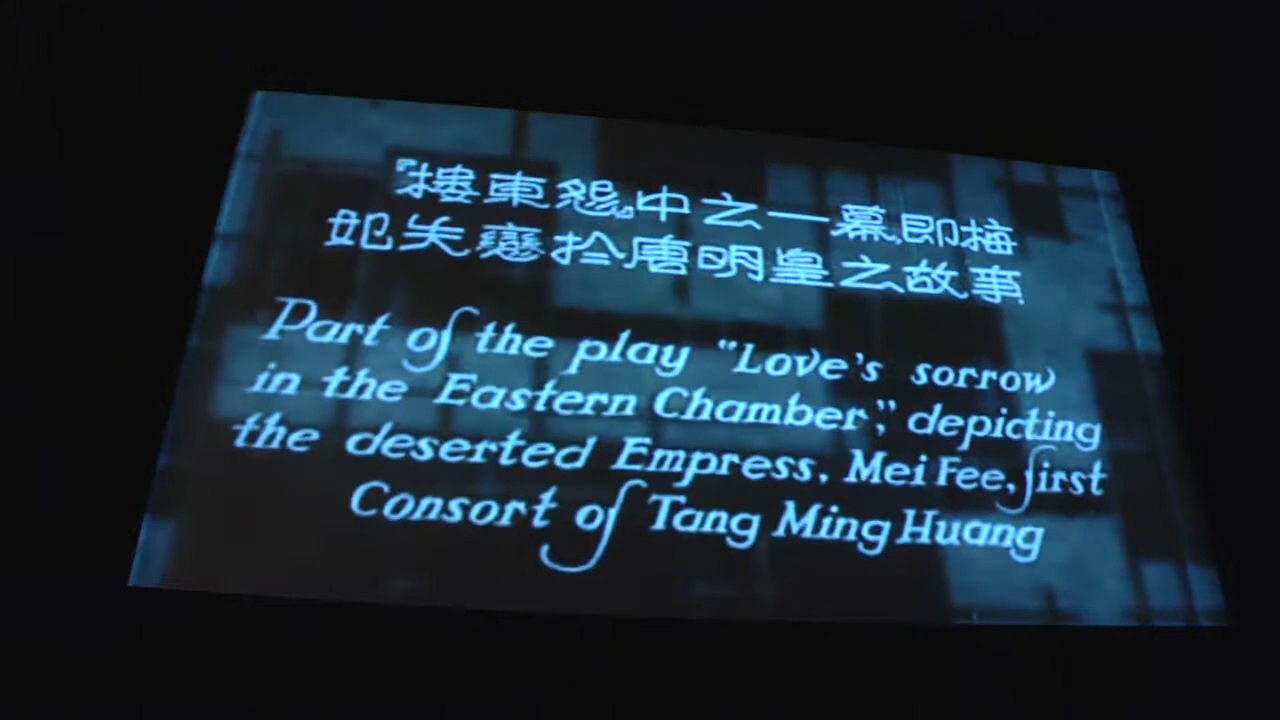 『樓東怨』中之一幕,即梅
妃失戀於唐明皇之故事
Part of the play "Love's sorrow
in the Eastern Chamber," depicting
the deserted Empress, Mei Fee, first
Consort of Tang Ming Huang